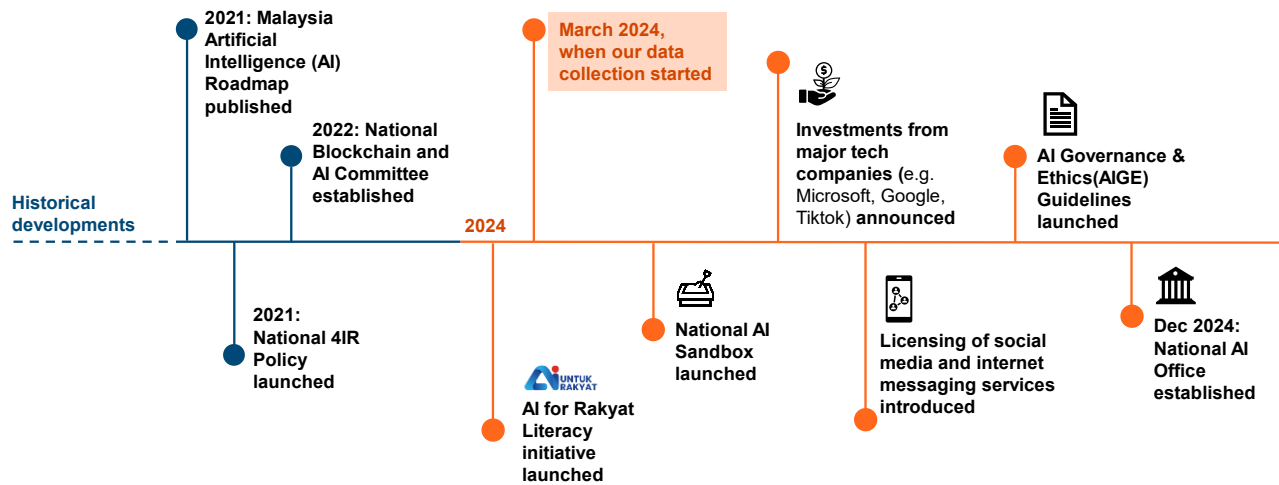 2021: Malaysia
Artificial
Intelligence (AI)
Roadmap
published
2022: National
Blockchain and
AI Committee
established
Historical
developments
2021:
National 4IR
Policy
launched
2024
March 2024,
when our data
collection started
Ai UNTUK
RAKYAT
AI for Rakyat
Literacy
initiative
launched
National AI
Sandbox
launched
$
Investments from
major tech
companies (e.g.
Microsoft, Google,
Tiktok) announced
Licensing of social
media and internet
messaging services
introduced
AI Governance &
Ethics(AIGE)
Guidelines
launched
Dec 2024:
National AI
Office
established